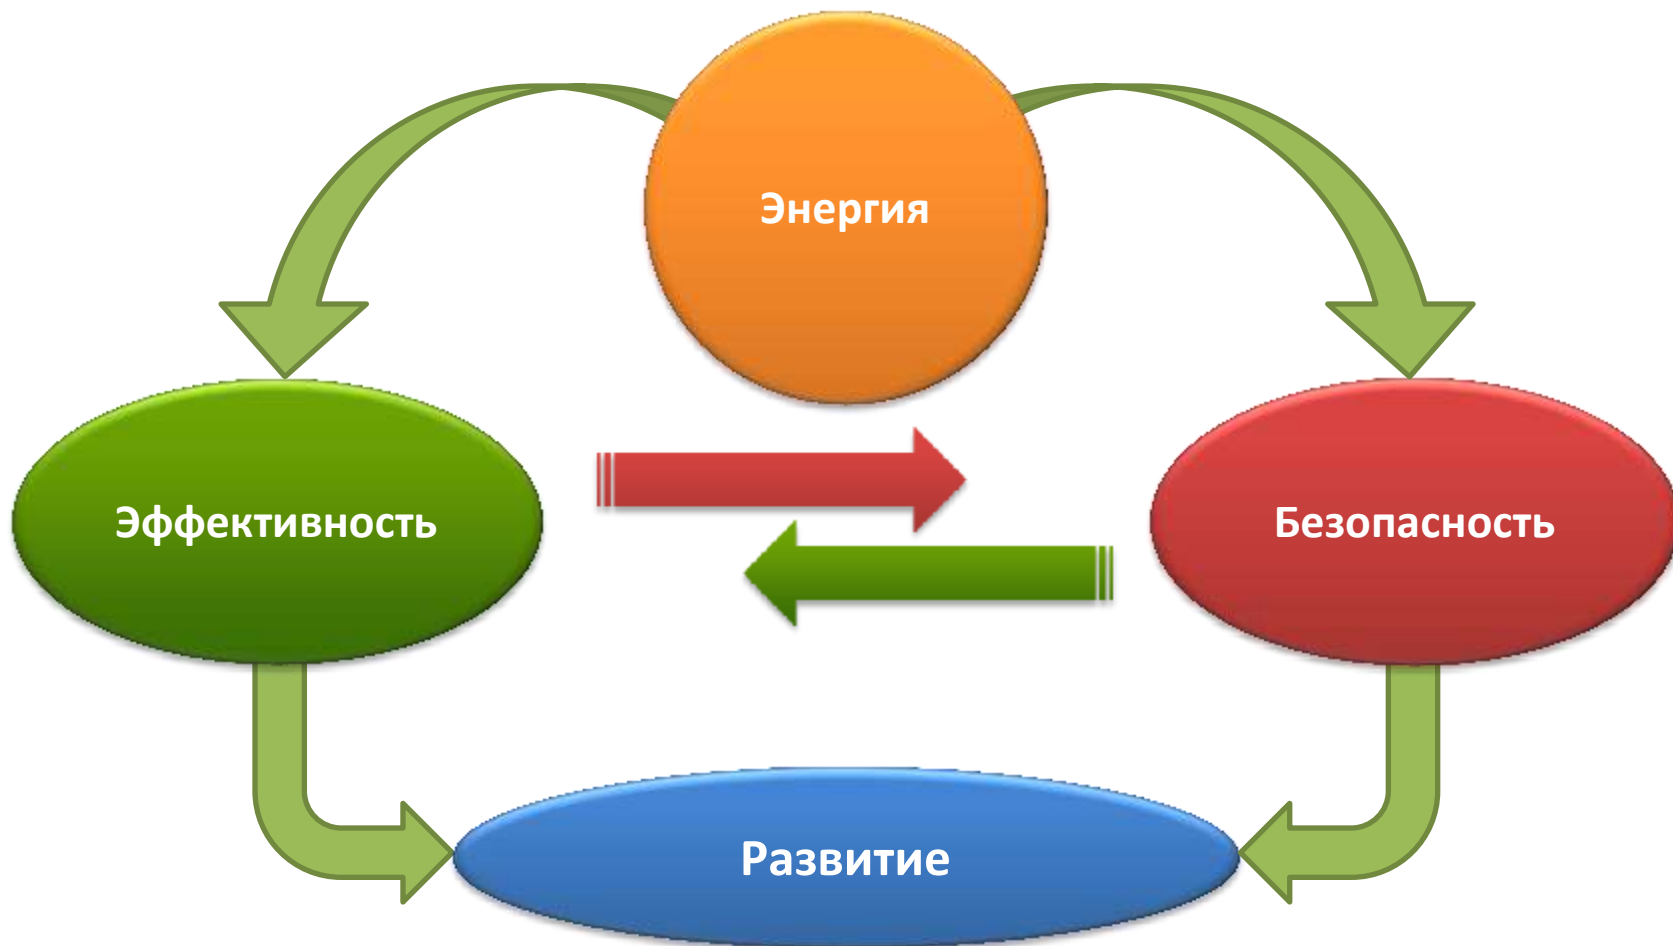 Энергия
Эффективность
Безопасность
Развитие